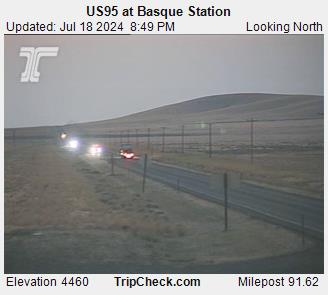 US95 at Basque Station
Updated: Jul 18 2024 8:49 PM Looking North
Elevation 4460 TripCheck.com Milepost 91.62